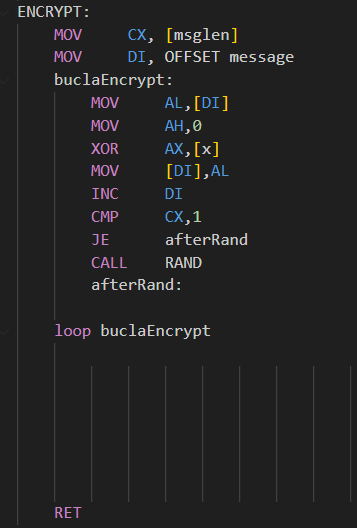 ENCRYPT:
MOV CX, [msglen]
MOV DI, OFFSET message
buclaEncrypt:
MOV AL,[DI]
MOV AH,0
XOR AX,[x]
MOV [DI],AL
INC DI
CMP CX,1
JE afterRand
CALL RAND
afterRand:
loop buclaEncrypt
RET